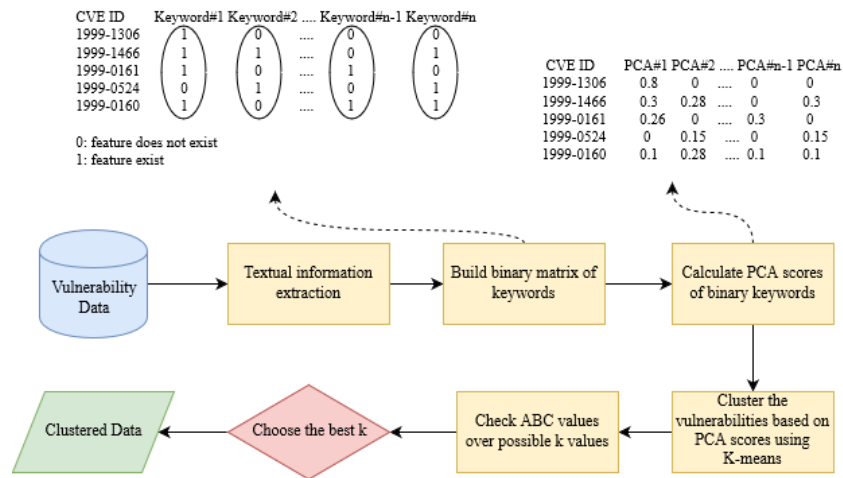 CVE ID Keyword#1 Keyword#2 .... Keyword#n-1 Keyword#n
1999-1306 1 0 .... 0 0
1999-1466 1 1 .... 0 1
1999-0161 1 0 .... 1 0
1999-0524 0 1 .... 0 1
1999-0160 1 0 .... 1 1
0: feature does not exist
1: feature exist
CVE ID PCA#1 PCA#2 .... PCA#n-1 PCA#n
1999-1306 0.8 0 .... 0 0
1999-1466 0.3 0.28 .... 0 0.3
1999-0161 0.26 0 .... 0.3 0
1999-0524 0 0.15 .... 0 0.15
1999-0160 0.1 0.28 .... 0.1 0.1
Vulnerability
Data
Textual information
extraction
Build binary matrix of
keywords
Calculate PCA scores
of binary keywords
Cluster the
vulnerabilities based on
PCA scores using
K-means
Check ABC values
over possible k values
Choose the best k
Clustered Data